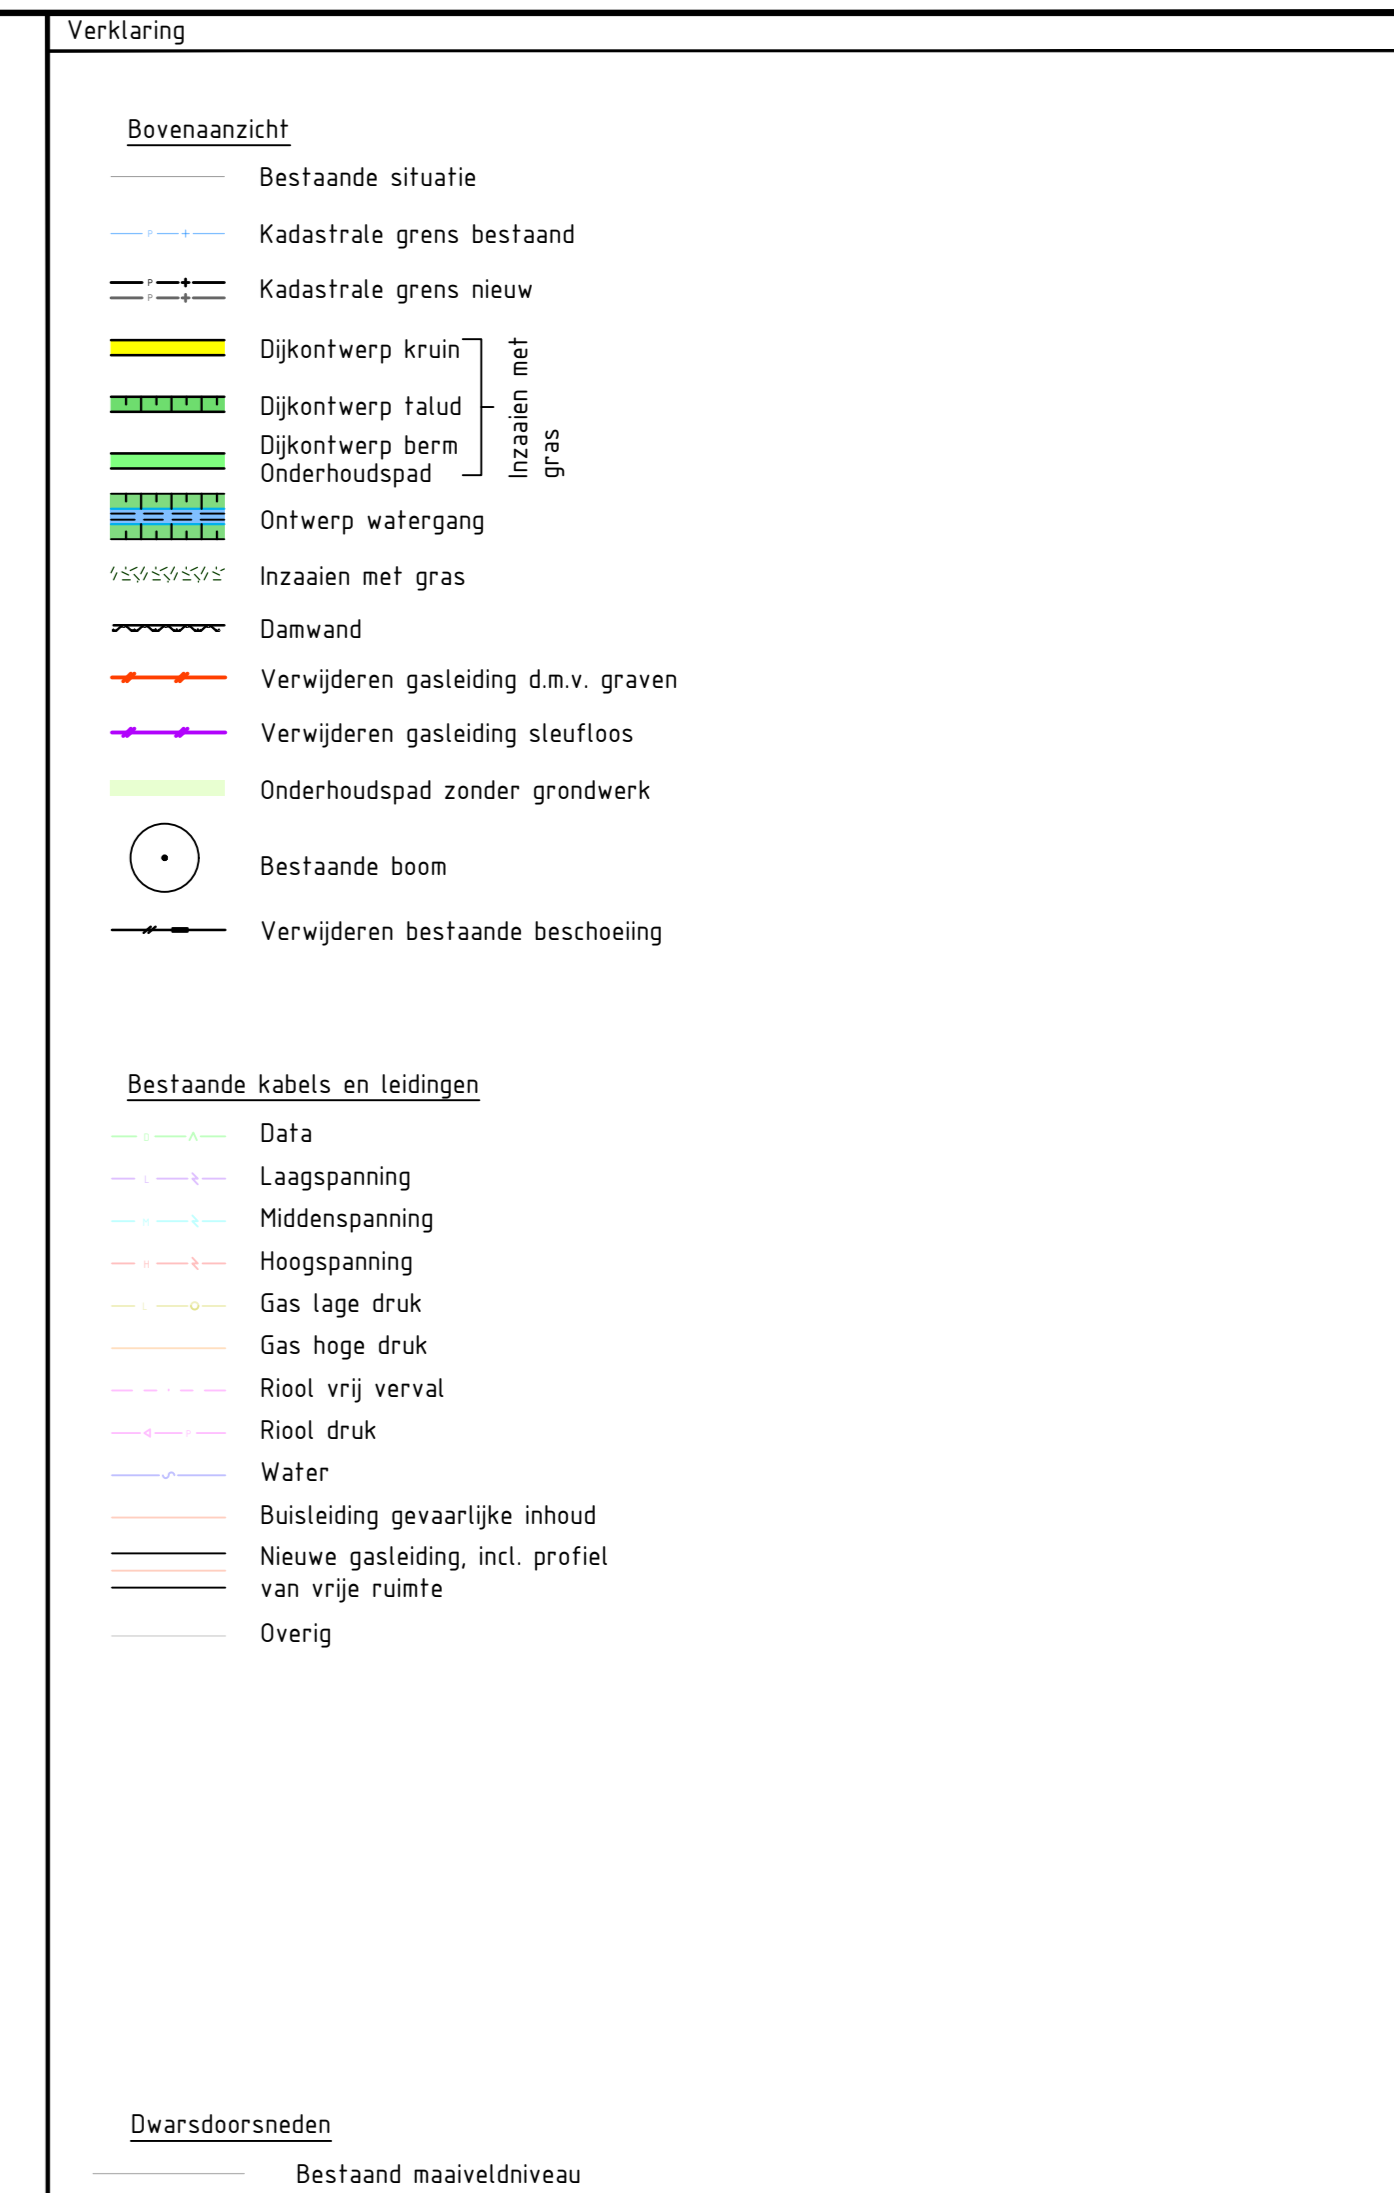 Verklaring
Bovenaanzicht
Bestaande situatie
P Kadastrale grens bestaand
P
P
Kadastrale grens nieuw
Dijkontwerp kruin
Dijkontwerp talud
Dijkontwerp berm
Onderhoudspad
Inzaaien met
gras
Ontwerp watergang
Inzaaien met gras
Damwand
Verwijderen gasleiding d.m.v. graven
Verwijderen gasleiding sleufloos
Onderhoudspad zonder grondwerk
Bestaande boom
Verwijderen bestaande beschoeiing
Bestaande kabels en leidingen
D Data
L Laagspanning
M Middenspanning
H Hoogspanning
L Gas lage druk
Gas hoge druk
Riool vrij verval
P Riool druk
Water
Buisleiding gevaarlijke inhoud
Nieuwe gasleiding, incl. profiel
van vrije ruimte
Overig
Dwarsdoorsneden
Bestaand maaiveldniveau